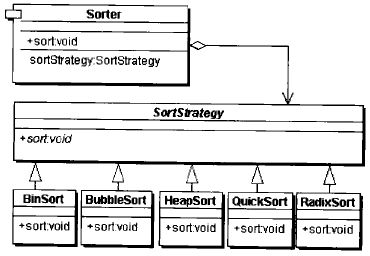 Sorter
+sort:void
sortStrategy:SortStrategy
SortStrategy
+sort:void
BinSort BubbleSort HeapSort QuickSort RadixSort
+sort:void +sort:void +sort:void +sort:void +sort:void